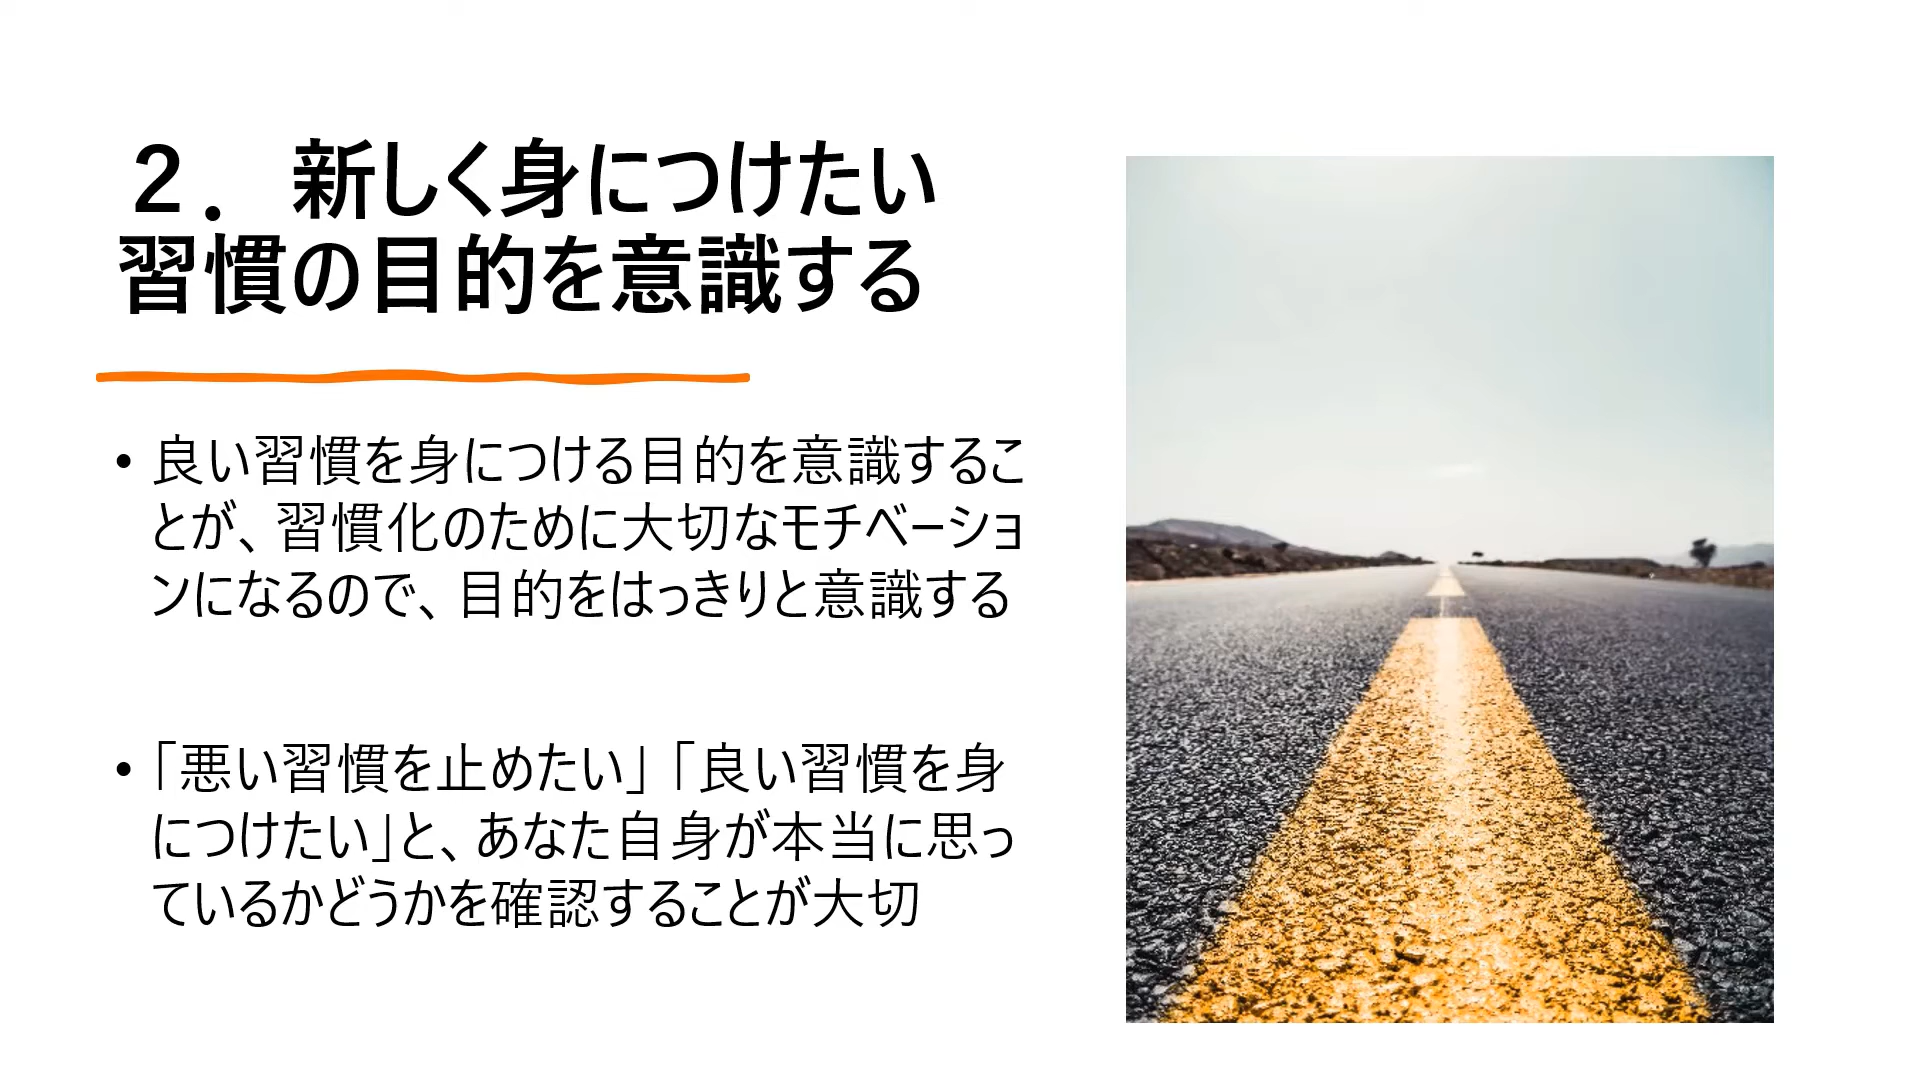 ２． 新しく身につけたい
習慣の目的を意識する
• 良い習慣を身につける目的を意識するこ
とが、習慣化のために大切なモチベーショ
ンになるので、目的をはっきりと意識する
• 「悪い習慣を止めたい」「良い習慣を身
につけたい」と、あなた自身が本当に思っ
ているかどうかを確認することが大切